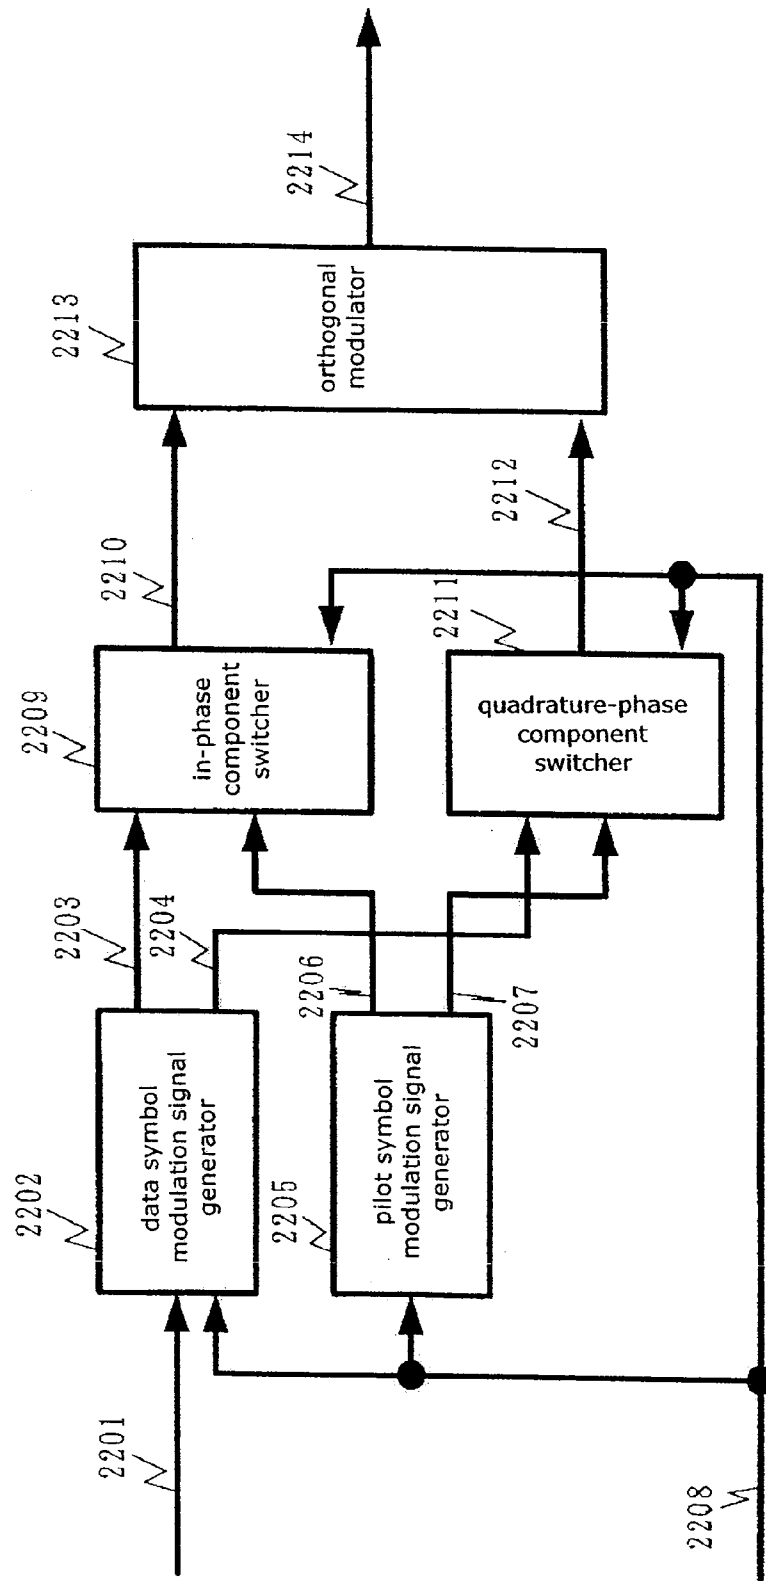 2201
2202
data symbol
modulation signal
generator
2203
2204
2205
pilot symbol
modulation signal
generator
2206
2207
2208
2209
in-phase
component
switcher
2210
2211
quadrature-phase
component
switcher
2212
2213
orthogonal
modulator
2214